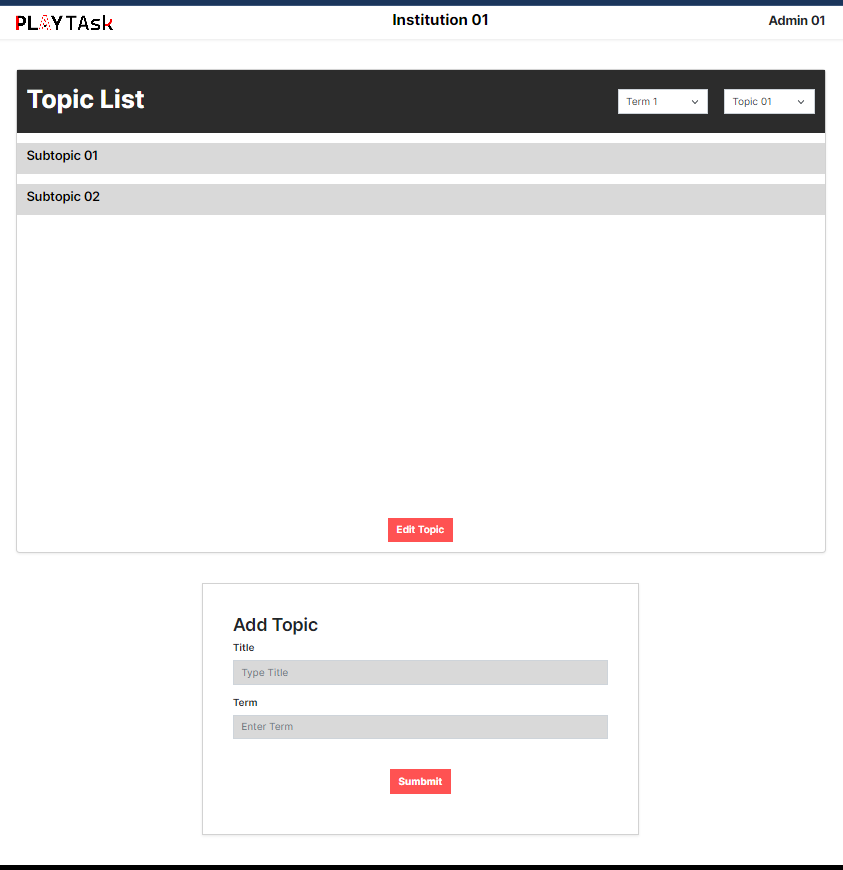 PLAYTAsk Institution 01 Admin 01
Topic List Term 1 Topic 01
Subtopic 01
Subtopic 02
Edit Topic
Add Topic
Title
Type Title
Term
Enter Term
Sumbmit